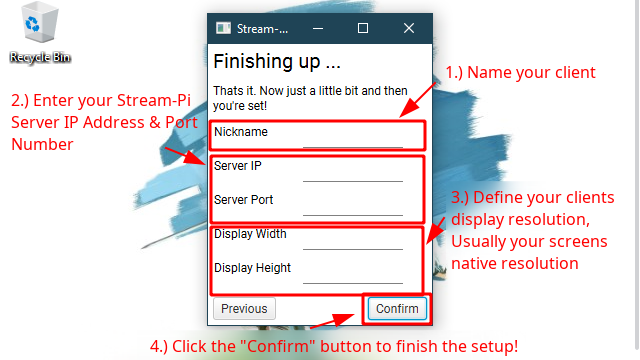 Stream-...
Recycle Bin
Finishing up ...
Thats it. Now just a little bit and then
you're set!
1.) Name your client
2.) Enter your Stream-Pi
Server IP Address & Port
Number
Nickname
Server IP
Server Port
3.) Define your clients
display resolution,
Usually your screens
native resolution
Display Width
Display Height
Previous
Confirm
4.) Click the "Confirm" button to finish the setup!